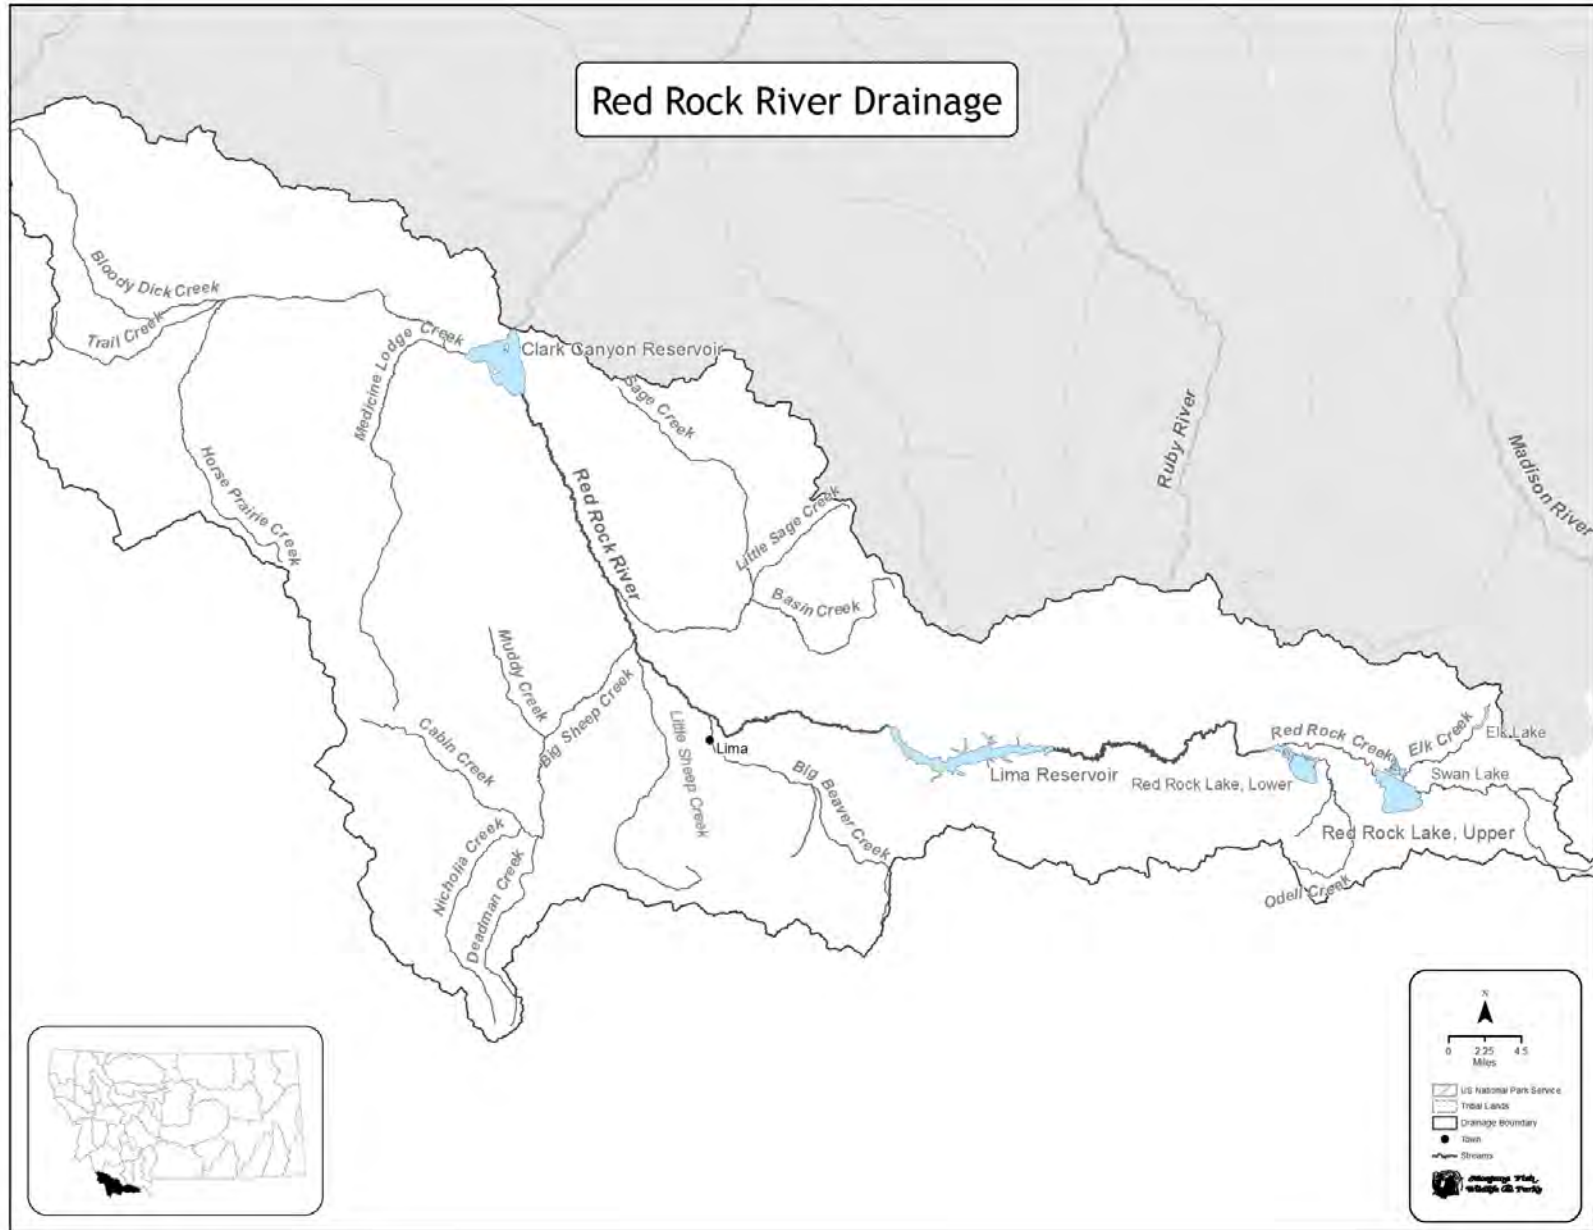 Red Rock River Drainage
Bloody Dick Creek
Trail Creek
Medicine Lodge Creek
Clark Canyon Reservoir
Sage Creek
Ruby River
Madison River
Horse Prairie Creek
Red Rock River
Little Sage Creek
Basin Creek
Muddy Creek
Big Sheep Creek
Cabin Creek
Little Sheep Creek
Lima
Big Beaver Creek
Lima Reservoir
Red Rock Creek
Elk Creek
Elk Lake
Red Rock Lake, Lower
Swan Lake
Red Rock Lake, Upper
Nicholia Creek
Deadman Creek
Odell Creek
N
0 2.25 4.5
Miles
US National Park Service
Tribal Lands
Drainage Boundary
Town
Streams
Montana Fish
Wildlife & Parks